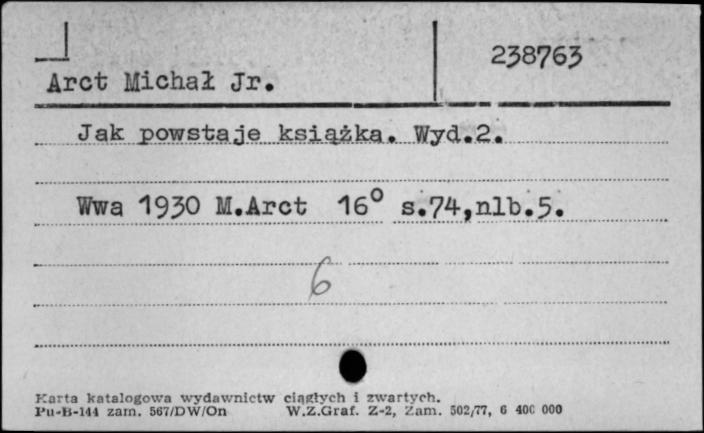 238763
Arct Michał Jr.
Jak powstaje książka. Wyd.2.
Wwa 1930 M.Arct 16° s.74,nlb.5.
6
Karta katalogowa wydawnictw ciągłych i zwartych.
Pu-B-144 zam. 567/DW/On W.Z.Graf. Z-2, Zam. 502/77, 6 400 000